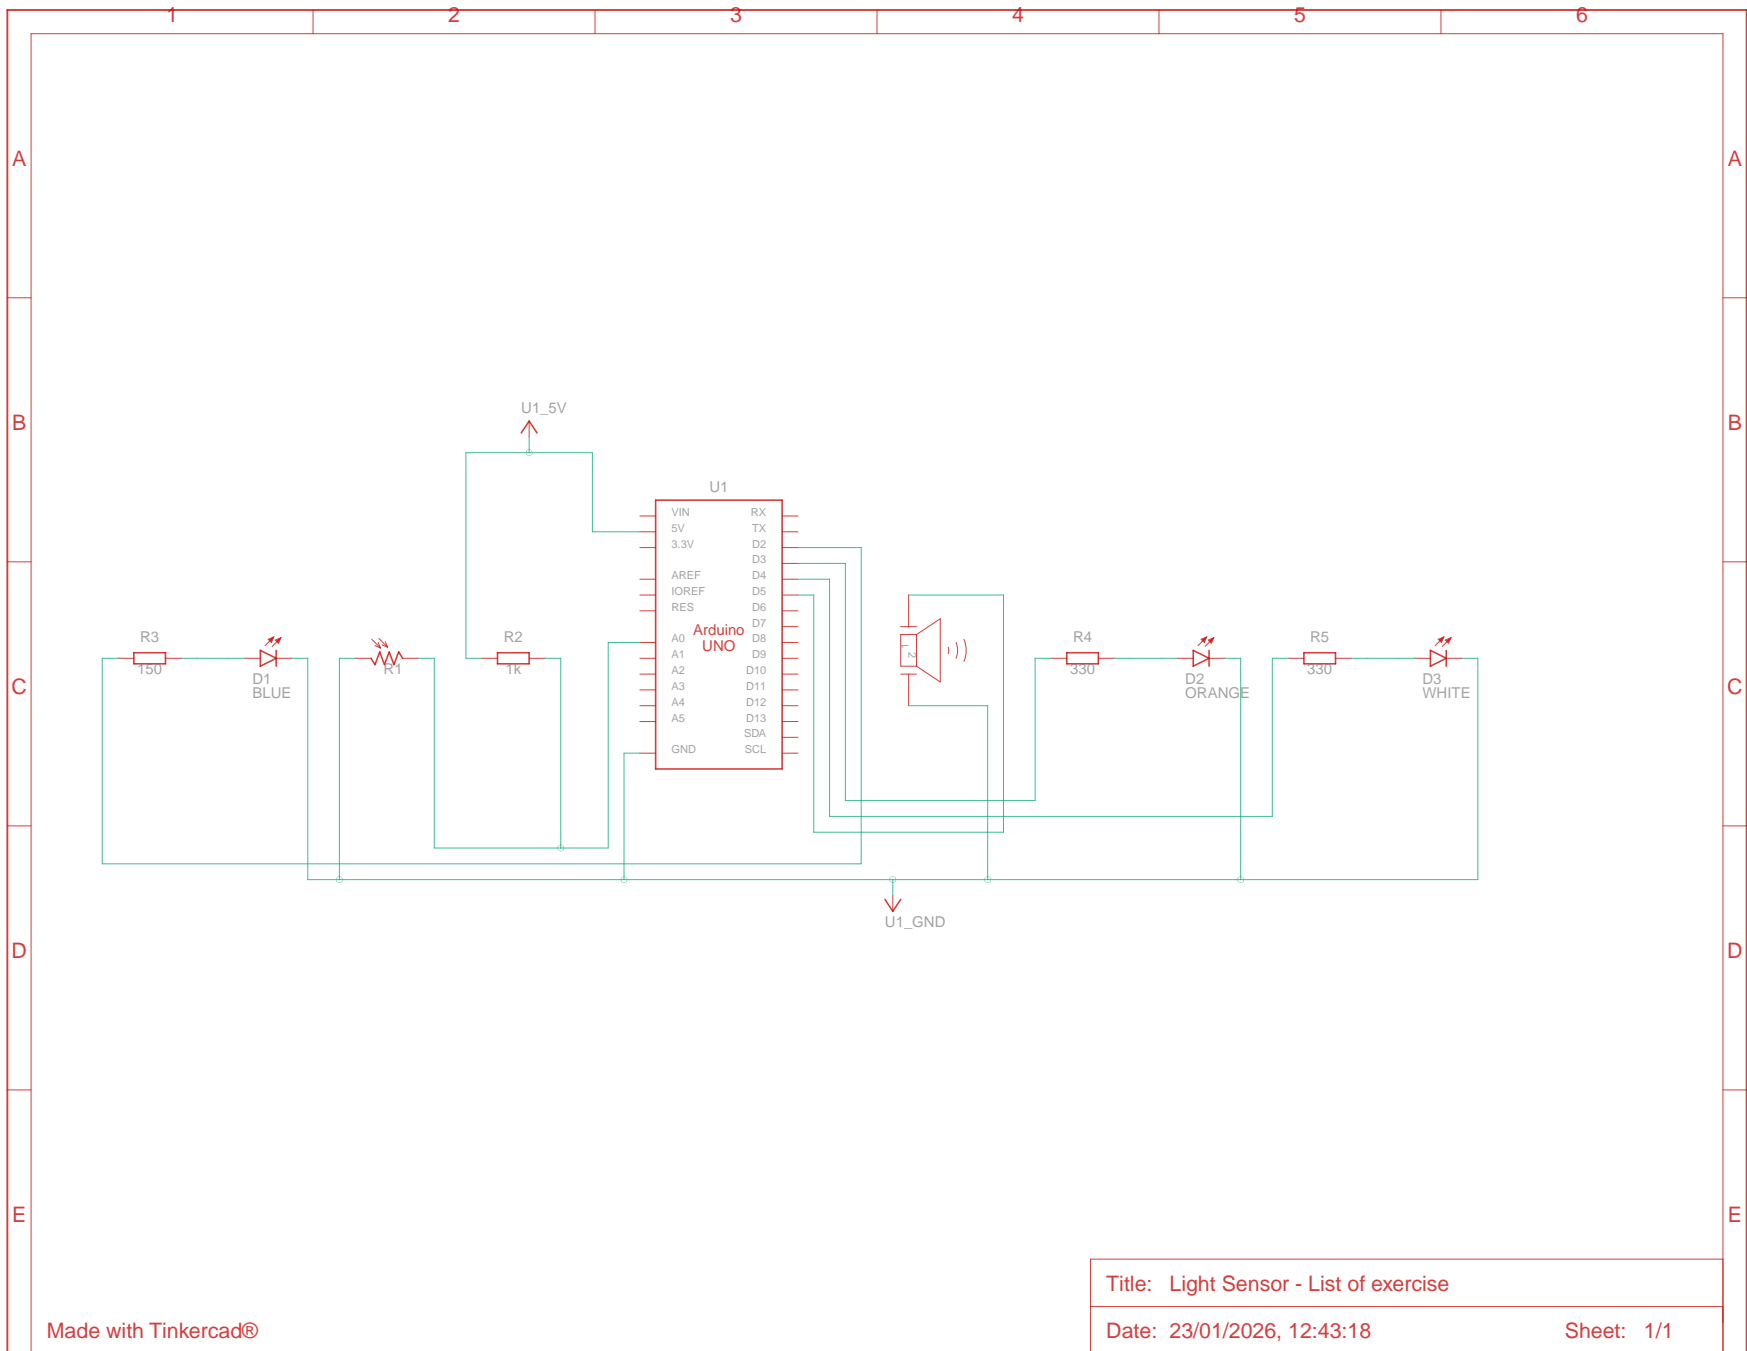 1 2 3 4 5 6
A A
U1_5V
B B
U1
VIN RX
5V TX
3.3V D2
D3
AREF D4
IOREF D5
RES D6
D7
A0 Arduino D8
UNO
A1 D9
A2 D10
A3 D11
A4 D12
A5 D13
SDA
GND SCL
R3
150
D1
BLUE
R1
R2
1k
1
2
R4
330
D2
ORANGE
R5
330
D3
WHITE
C C
U1_GND
D D
E E
Title: Light Sensor - List of exercise
Made with Tinkercad®
Date: 23/01/2026, 12:43:18 Sheet: 1/1